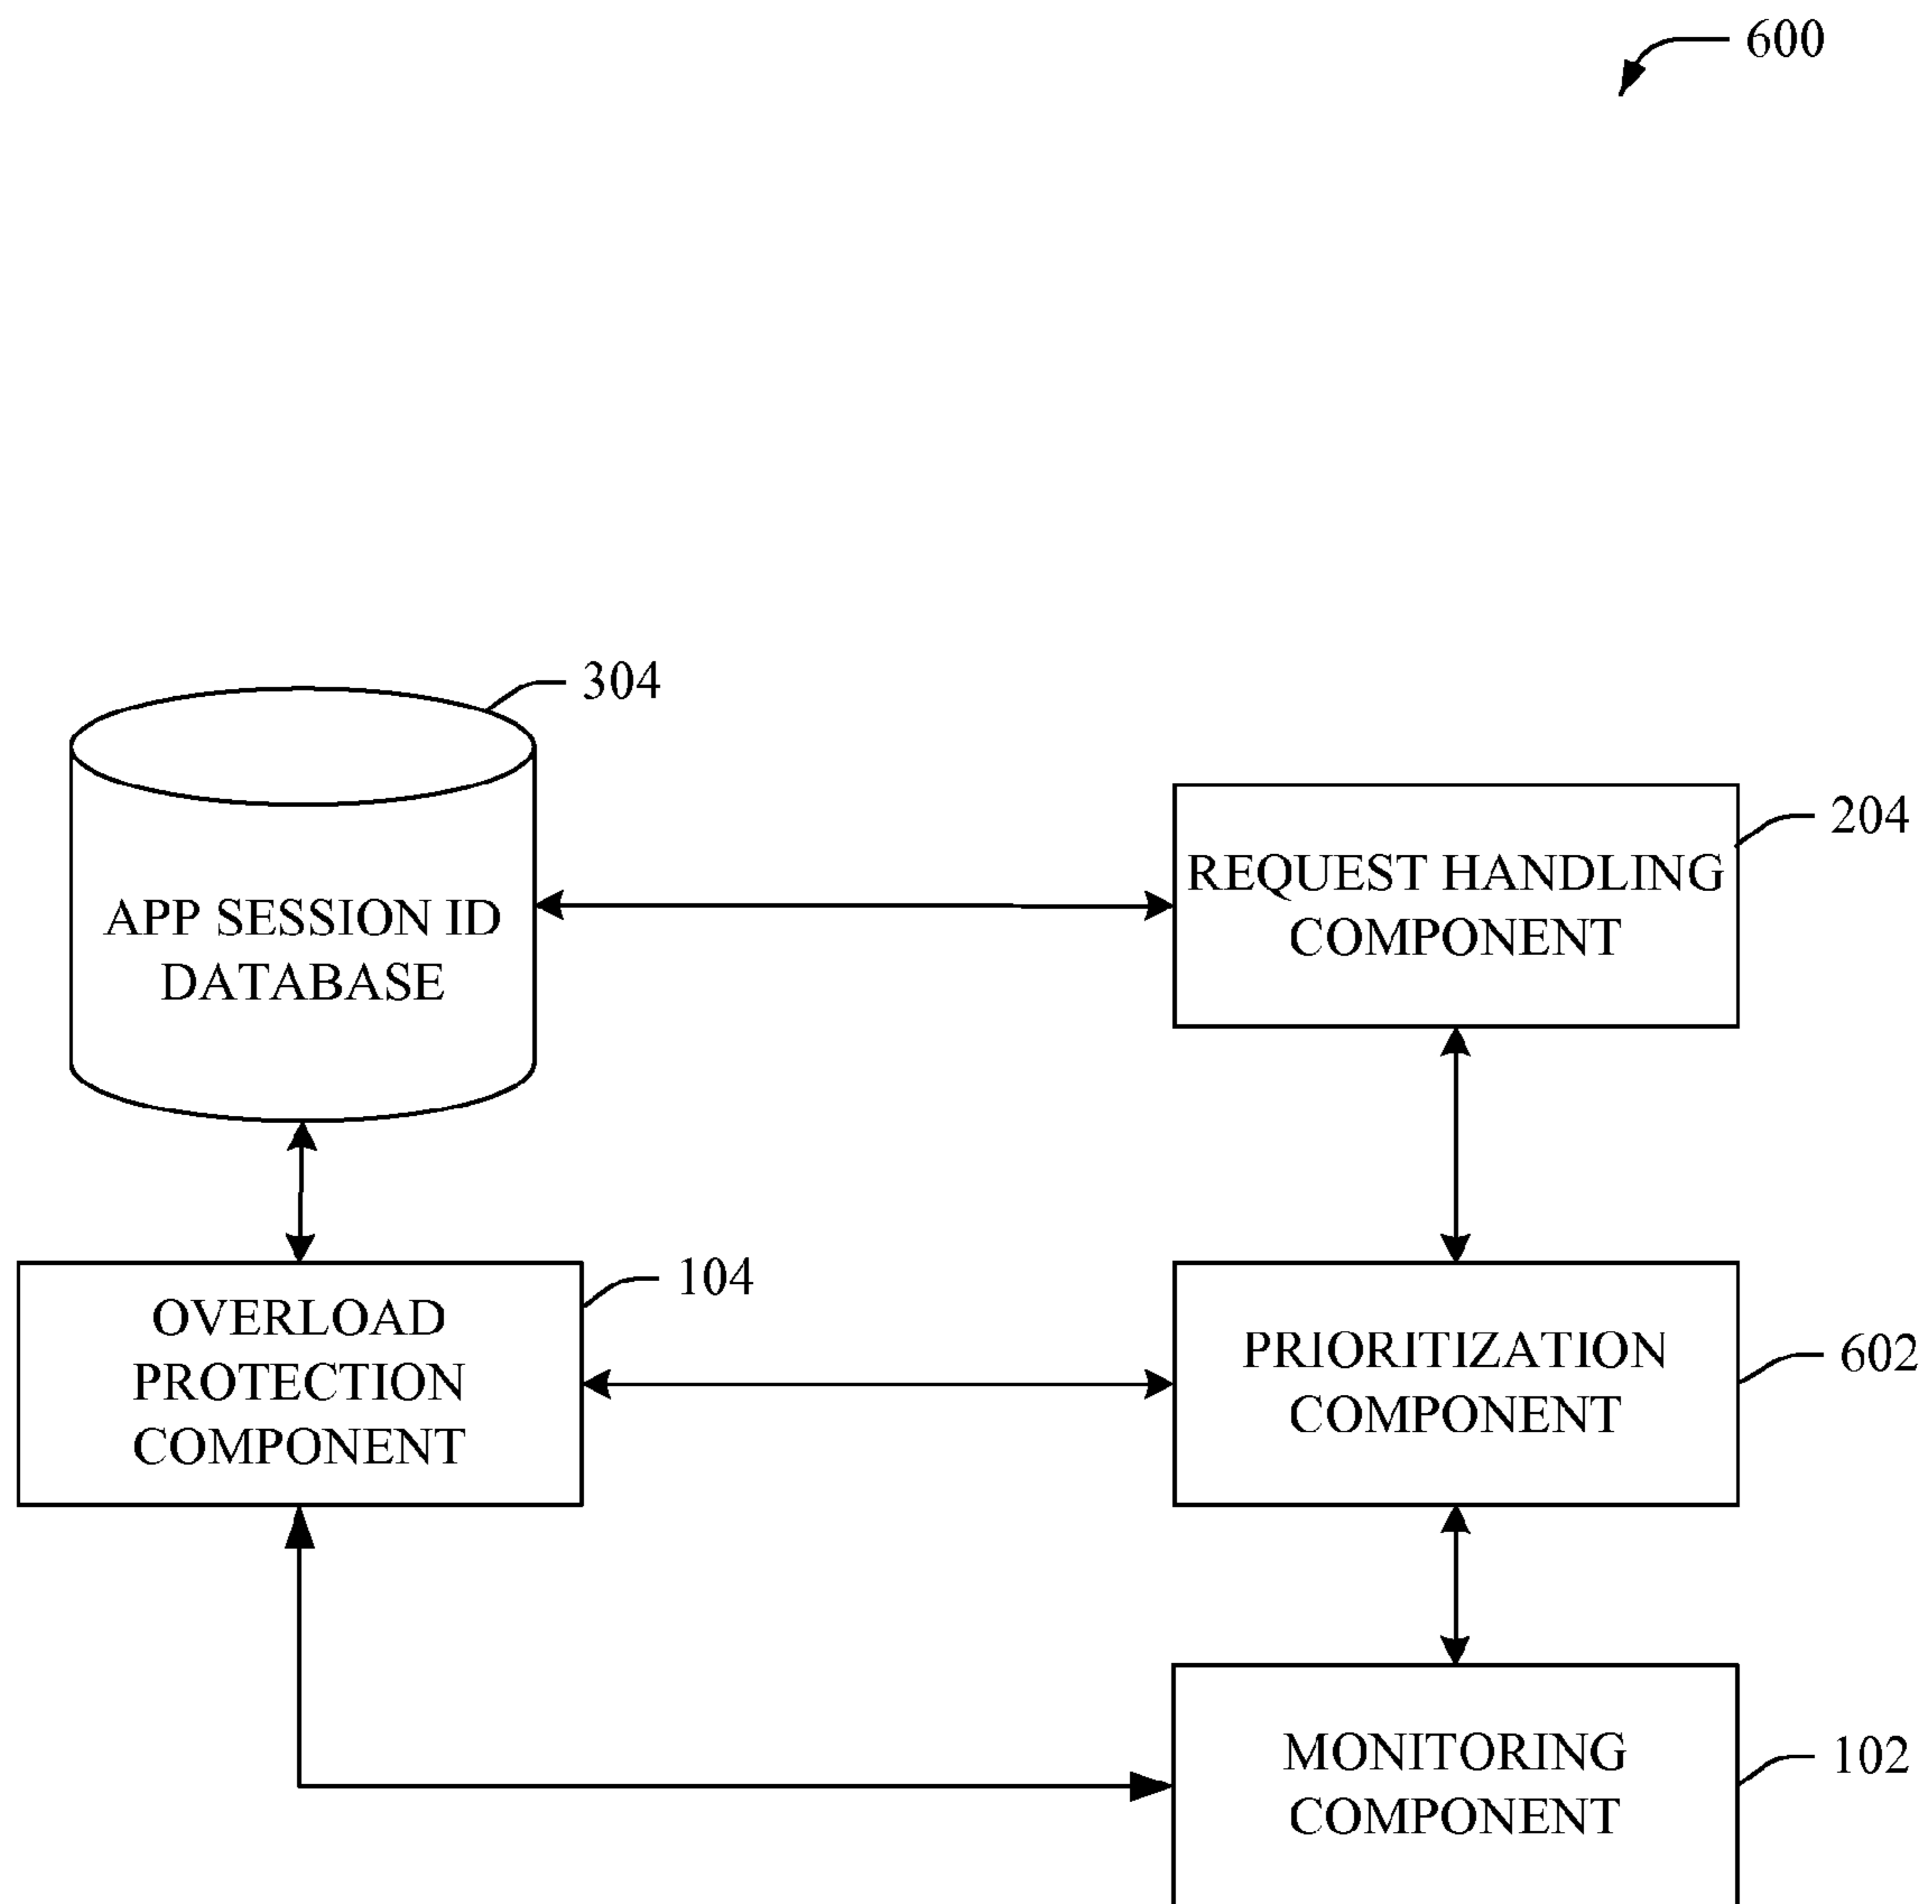 600
304
204
REQUEST HANDLING
COMPONENT
APP SESSION ID
DATABASE
104
OVERLOAD
PROTECTION
COMPONENT
PRIORITIZATION
COMPONENT
602
MONITORING
COMPONENT
102